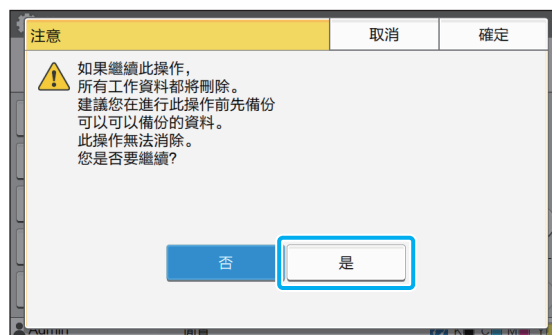 注意 取消 確定
如果繼續此操作，
所有工作資料都將刪除。
建議您在進行此操作前先備份
可以可以備份的資料。
此操作無法消除。
您是否要繼續?
否 是
Admin